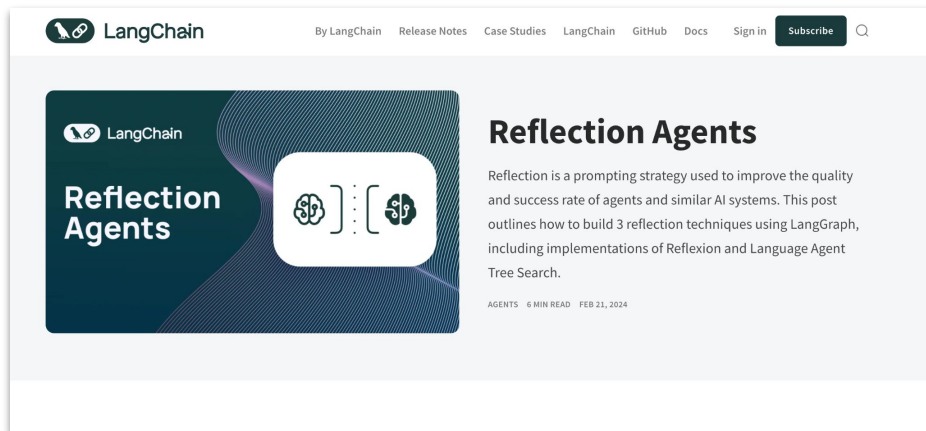 LangChain
By LangChain Release Notes Case Studies LangChain GitHub Docs Sign in Subscribe
LangChain
Reflection
Agents
Reflection Agents
Reflection is a prompting strategy used to improve the quality
and success rate of agents and similar AI systems. This post
outlines how to build 3 reflection techniques using LangGraph,
including implementations of Reflexion and Language Agent
Tree Search.
AGENTS 6 MIN READ FEB 21, 2024